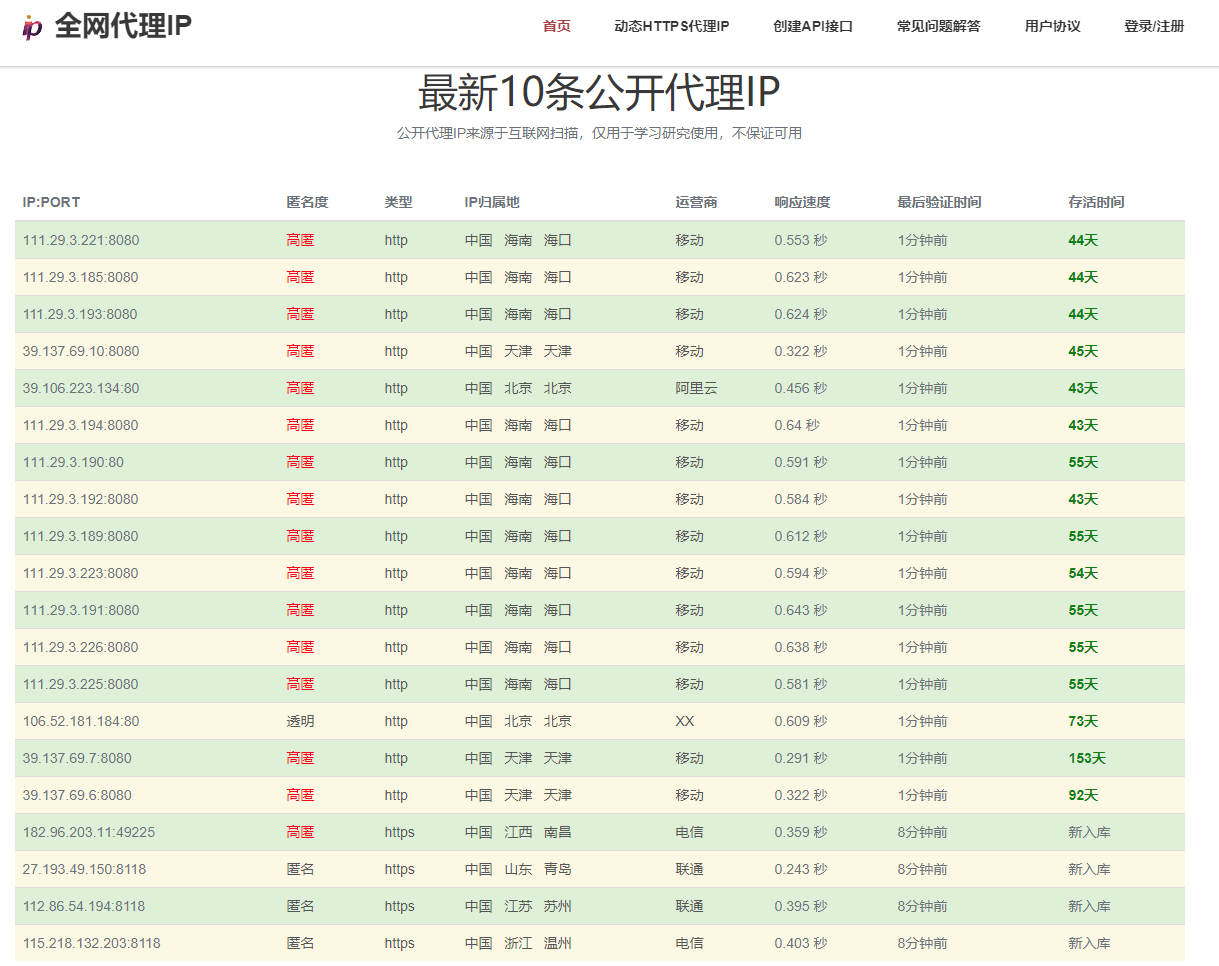 ip 全网代理IP 首页 动态HTTPS代理IP 创建API接口 常见问题解答 用户协议 登录/注册
最新10条公开代理IP
公开代理IP来源于互联网扫描，仅用于学习研究使用，不保证可用
IP:PORT 匿名度 类型 IP归属地 运营商 响应速度 最后验证时间 存活时间
111.29.3.221:8080 高匿 http 中国 海南 海口 移动 0.553 秒 1分钟前 44天
111.29.3.185:8080 高匿 http 中国 海南 海口 移动 0.623 秒 1分钟前 44天
111.29.3.193:8080 高匿 http 中国 海南 海口 移动 0.624 秒 1分钟前 44天
39.137.69.10:8080 高匿 http 中国 天津 天津 移动 0.322 秒 1分钟前 45天
39.106.223.134:80 高匿 http 中国 北京 北京 阿里云 0.456 秒 1分钟前 43天
111.29.3.194:8080 高匿 http 中国 海南 海口 移动 0.64 秒 1分钟前 43天
111.29.3.190:80 高匿 http 中国 海南 海口 移动 0.591 秒 1分钟前 55天
111.29.3.192:8080 高匿 http 中国 海南 海口 移动 0.584 秒 1分钟前 43天
111.29.3.189:8080 高匿 http 中国 海南 海口 移动 0.612 秒 1分钟前 55天
111.29.3.223:8080 高匿 http 中国 海南 海口 移动 0.594 秒 1分钟前 54天
111.29.3.191:8080 高匿 http 中国 海南 海口 移动 0.643 秒 1分钟前 55天
111.29.3.226:8080 高匿 http 中国 海南 海口 移动 0.638 秒 1分钟前 55天
111.29.3.225:8080 高匿 http 中国 海南 海口 移动 0.581 秒 1分钟前 55天
106.52.181.184:80 透明 http 中国 北京 北京 XX 0.609 秒 1分钟前 73天
39.137.69.7:8080 高匿 http 中国 天津 天津 移动 0.291 秒 1分钟前 153天
39.137.69.6:8080 高匿 http 中国 天津 天津 移动 0.322 秒 1分钟前 92天
182.96.203.11:49225 高匿 https 中国 江西 南昌 电信 0.359 秒 8分钟前 新入库
27.193.49.150:8118 匿名 https 中国 山东 青岛 联通 0.243 秒 8分钟前 新入库
112.86.54.194:8118 匿名 https 中国 江苏 苏州 联通 0.395 秒 8分钟前 新入库
115.218.132.203:8118 匿名 https 中国 浙江 温州 电信 0.403 秒 8分钟前 新入库